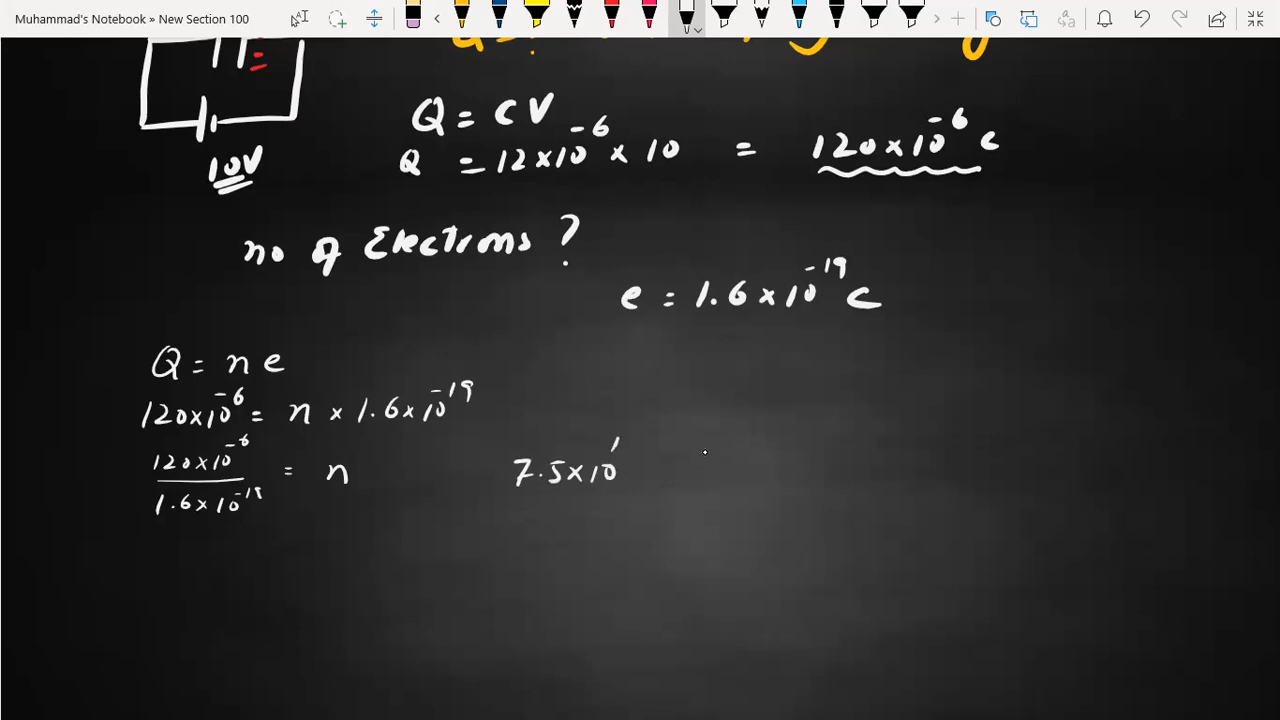 Muhammad's Notebook » New Section 100
Q = CV
Q = 12×10⁻⁶ × 10 = 120×10⁻⁶ C
10V
no of Electrons ?
e = 1.6×10⁻¹⁹ C
Q = n e
120×10⁻⁶ = n × 1.6×10⁻¹⁹
120×10⁻⁶
1.6×10⁻¹⁹
= n
7.5×10¹